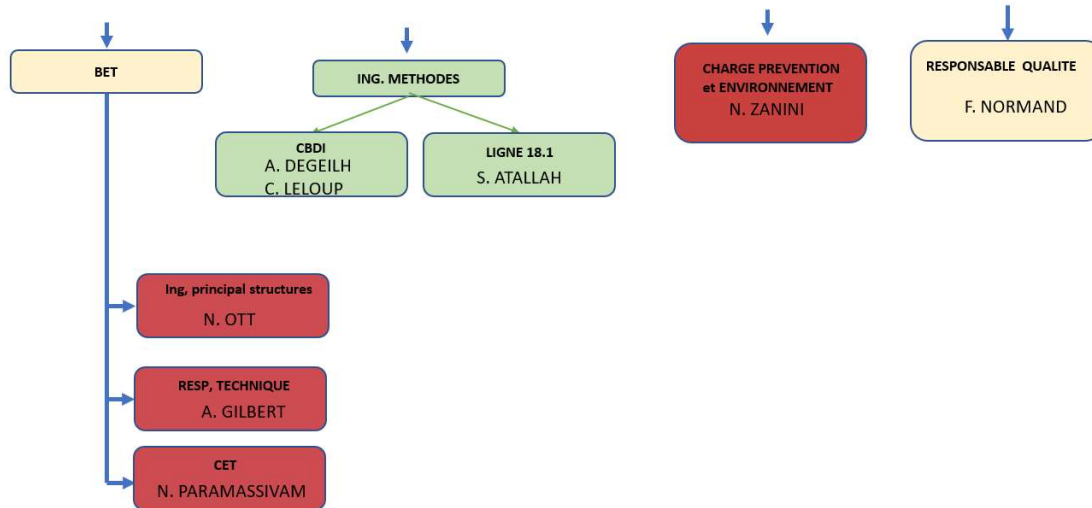 BET
ING. METHODES
CBDI
A. DEGEILH
C. LELOUP
LIGNE 18.1
S. ATALLAH
CHARGE PREVENTION
et ENVIRONNEMENT
N. ZANINI
RESPONSABLE QUALITE
F. NORMAND
Ing, principal structures
N. OTT
RESP, TECHNIQUE
A. GILBERT
CET
N. PARAMASSIVAM